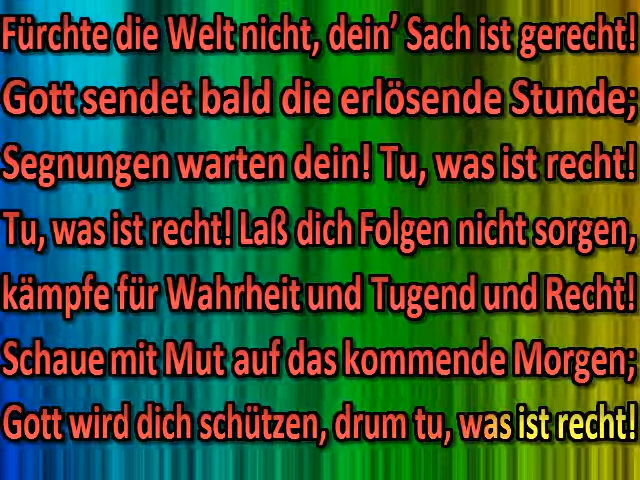 Fürchte die Welt nicht, dein’ Sach ist gerecht!
Gott sendet bald die erlösende Stunde;
Segnungen warten dein! Tu, was ist recht!
Tu, was ist recht! Laß dich Folgen nicht sorgen,
kämpfe für Wahrheit und Tugend und Recht!
Schaue mit Mut auf das kommende Morgen;
Gott wird dich schützen, drum tu, was ist recht!